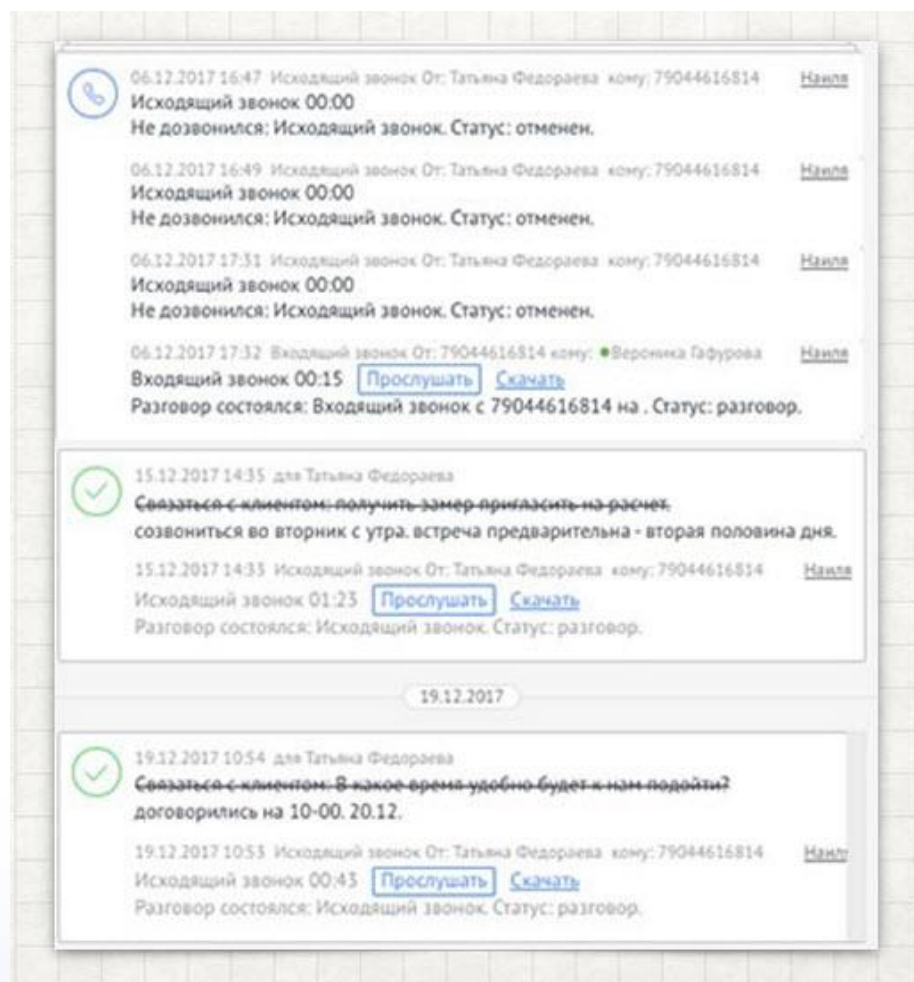 06.12.2017 16:47 Исходящий звонок От: Татьяна Федораева кому: 79044616814 Наиля
Исходящий звонок 00:00
Не дозвонился: Исходящий звонок. Статус: отменен.
06.12.2017 16:49 Исходящий звонок От: Татьяна Федораева кому: 79044616814 Наиля
Исходящий звонок 00:00
Не дозвонился: Исходящий звонок. Статус: отменен.
06.12.2017 17:31 Исходящий звонок От: Татьяна Федораева кому: 79044616814 Наиля
Исходящий звонок 00:00
Не дозвонился: Исходящий звонок. Статус: отменен.
06.12.2017 17:32 Входящий звонок От: 79044616814 кому: Вероника Гафурова Наиля
Входящий звонок 00:15 Прослушать Скачать
Разговор состоялся: Входящий звонок с 79044616814 на . Статус: разговор.
15.12.2017 14:35 для Татьяна Федораева
Связаться с клиентом: получить замер пригласить на расчет.
созвониться во вторник с утра. встреча предварительна - вторая половина дня.
15.12.2017 14:33 Исходящий звонок От: Татьяна Федораева кому: 79044616814 Наиля
Исходящий звонок 01:23 Прослушать Скачать
Разговор состоялся: Исходящий звонок. Статус: разговор.
19.12.2017
19.12.2017 10:54 для Татьяна Федораева
Связаться с клиентом: В какое время удобно будет к нам подойти?
договорились на 10-00. 20.12.
19.12.2017 10:53 Исходящий звонок От: Татьяна Федораева кому: 79044616814 Наил
Исходящий звонок 00:43 Прослушать Скачать
Разговор состоялся: Исходящий звонок. Статус: разговор.